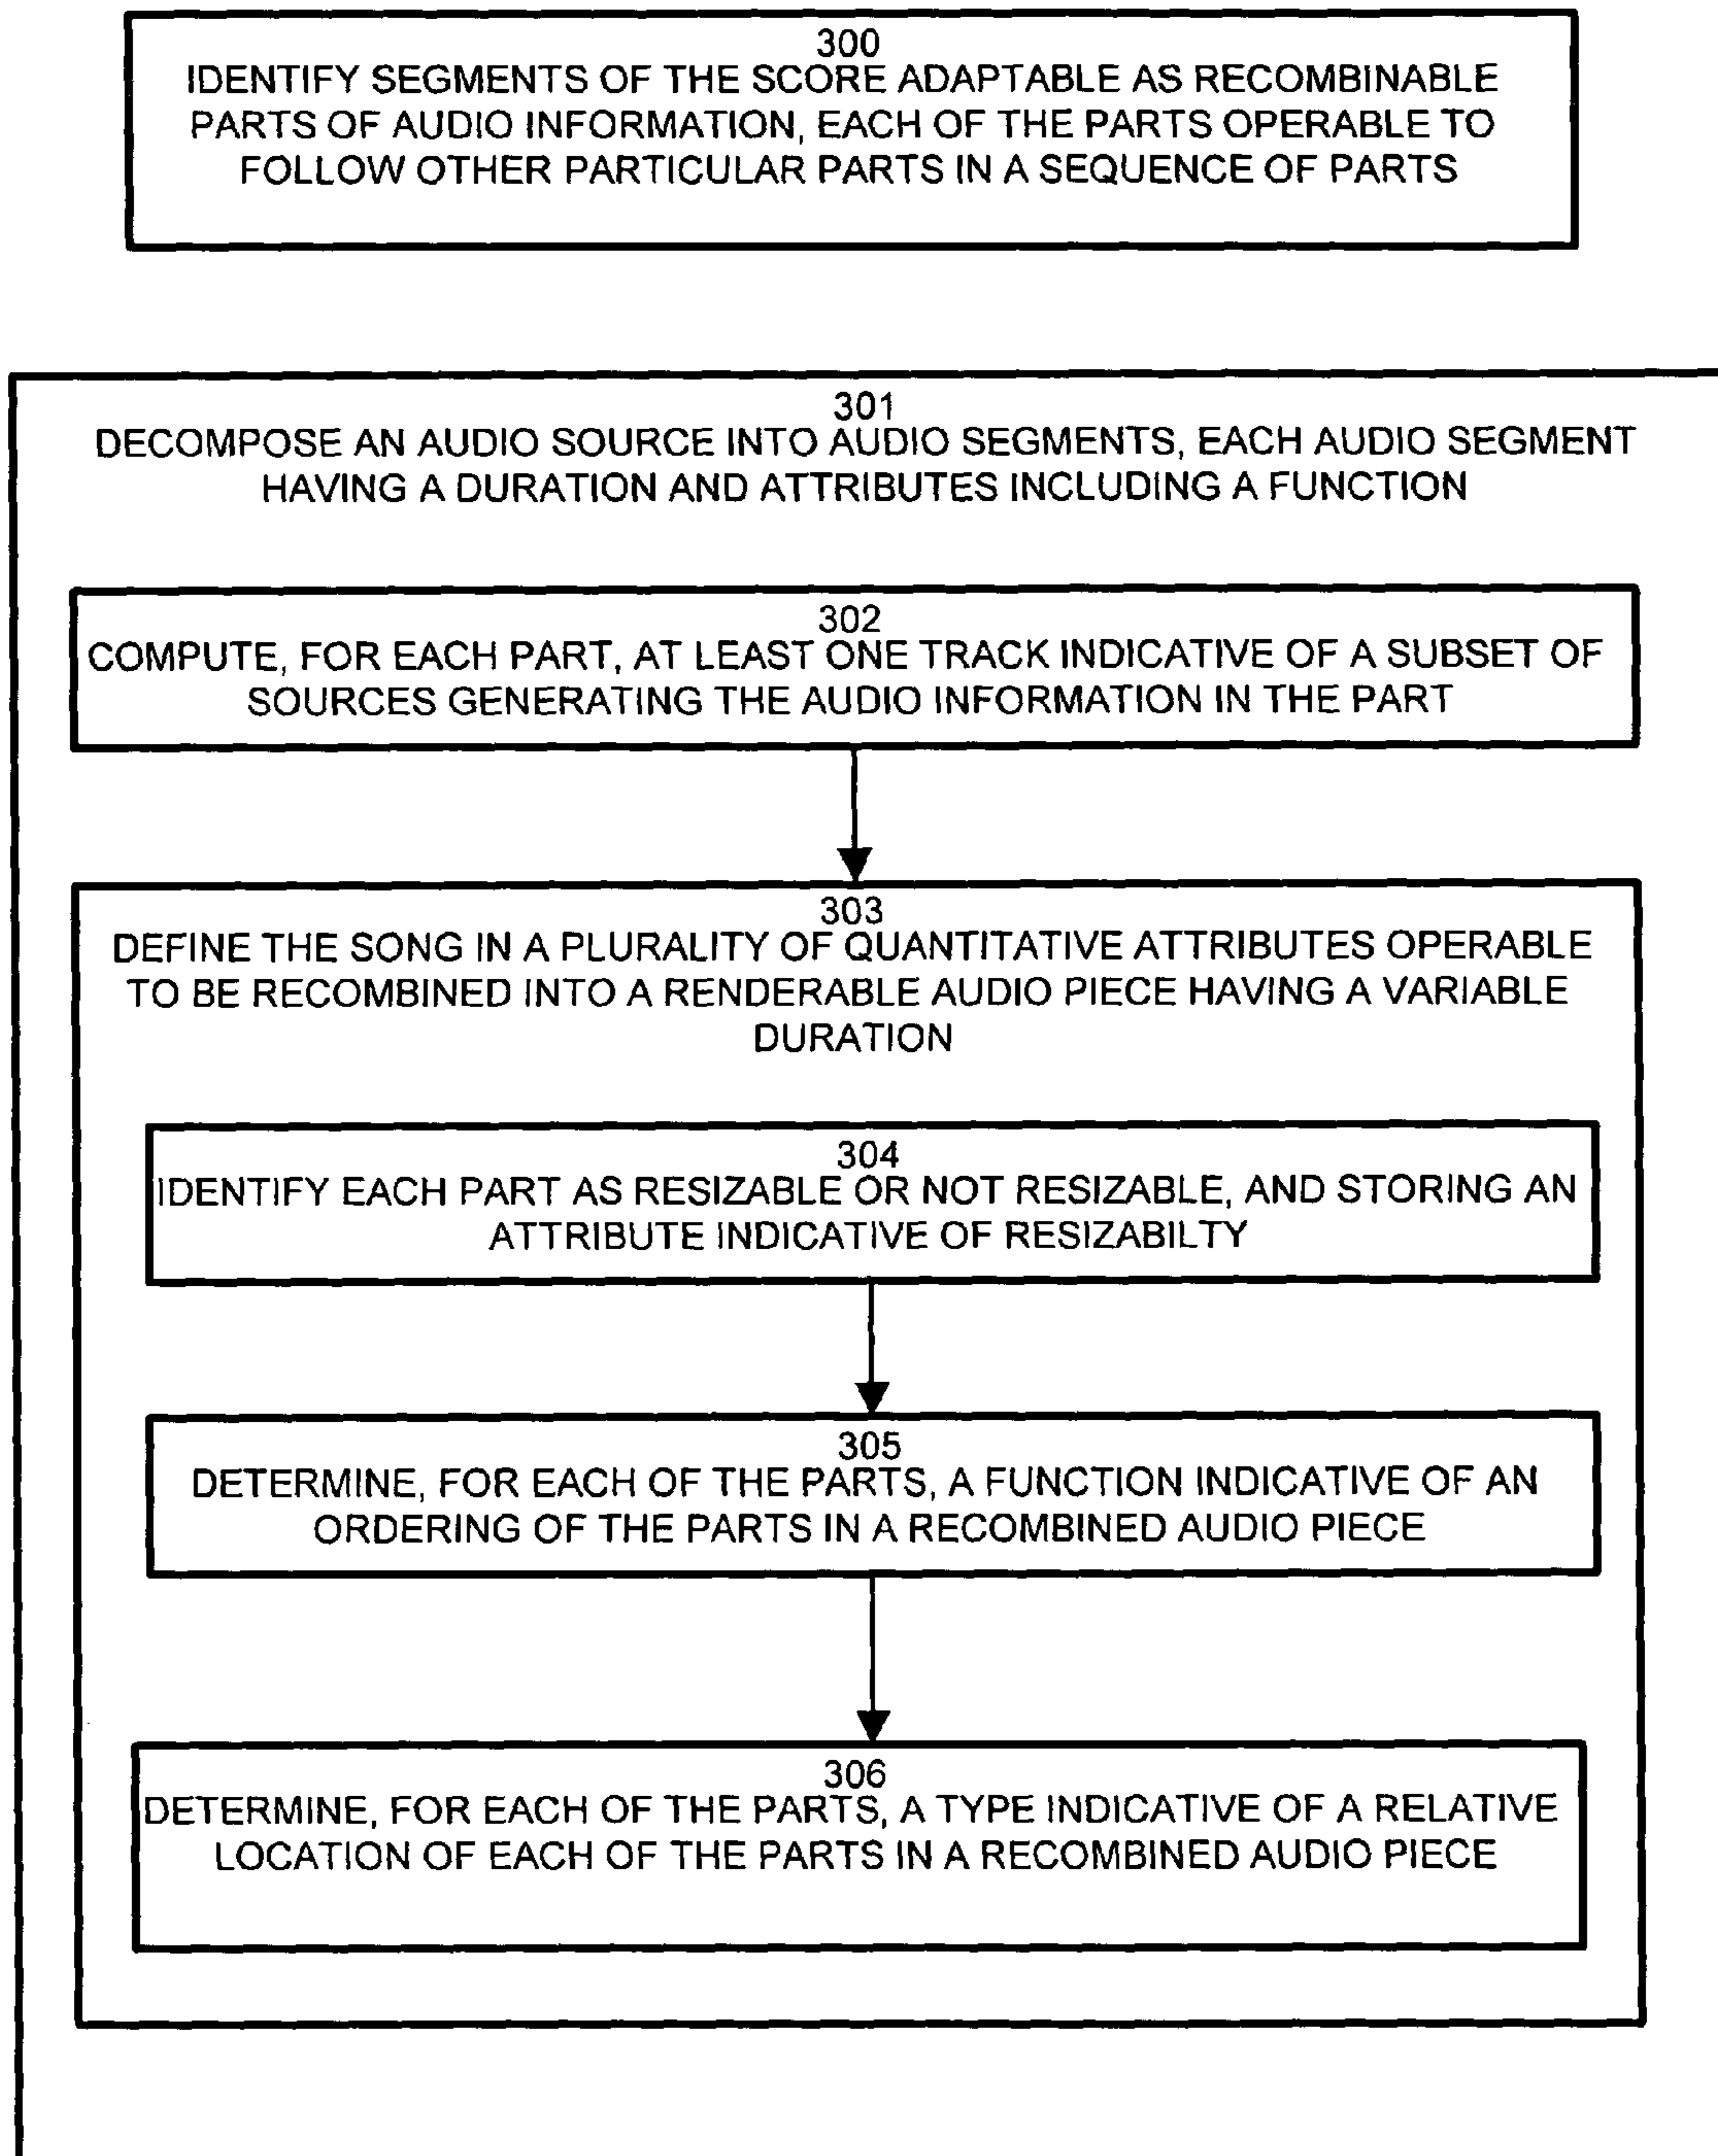 300
IDENTIFY SEGMENTS OF THE SCORE ADAPTABLE AS RECOMBINABLE
PARTS OF AUDIO INFORMATION, EACH OF THE PARTS OPERABLE TO
FOLLOW OTHER PARTICULAR PARTS IN A SEQUENCE OF PARTS
301
DECOMPOSE AN AUDIO SOURCE INTO AUDIO SEGMENTS, EACH AUDIO SEGMENT
HAVING A DURATION AND ATTRIBUTES INCLUDING A FUNCTION
302
COMPUTE, FOR EACH PART, AT LEAST ONE TRACK INDICATIVE OF A SUBSET OF
SOURCES GENERATING THE AUDIO INFORMATION IN THE PART
303
DEFINE THE SONG IN A PLURALITY OF QUANTITATIVE ATTRIBUTES OPERABLE
TO BE RECOMBINED INTO A RENDERABLE AUDIO PIECE HAVING A VARIABLE
DURATION
304
IDENTIFY EACH PART AS RESIZABLE OR NOT RESIZABLE, AND STORING AN
ATTRIBUTE INDICATIVE OF RESIZABILTY
305
DETERMINE, FOR EACH OF THE PARTS, A FUNCTION INDICATIVE OF AN
ORDERING OF THE PARTS IN A RECOMBINED AUDIO PIECE
306
DETERMINE, FOR EACH OF THE PARTS, A TYPE INDICATIVE OF A RELATIVE
LOCATION OF EACH OF THE PARTS IN A RECOMBINED AUDIO PIECE